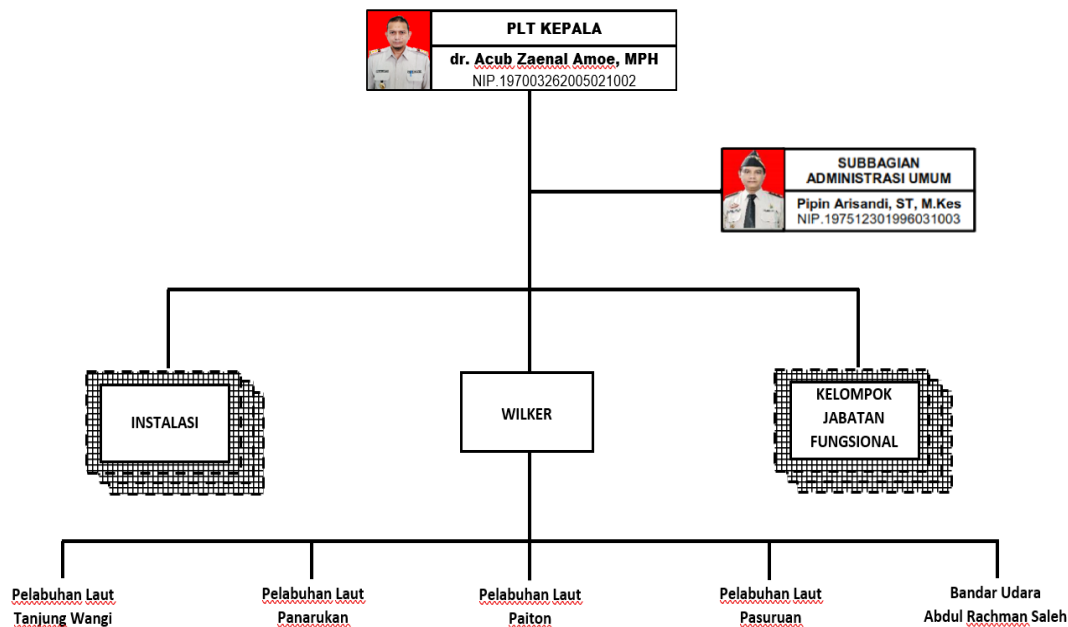 PLT KEPALA
dr. Acub Zaenal Amoe, MPH
NIP.197003262005021002
SUBBAGIAN
ADMINISTRASI UMUM
Pipin Arisandi, ST, M.Kes
NIP.197512301996031003
INSTALASI
WILKER
KELOMPOK
JABATAN
FUNGSIONAL
Pelabuhan Laut
Tanjung Wangi
Pelabuhan Laut
Panarukan
Pelabuhan Laut
Paiton
Pelabuhan Laut
Pasuruan
Bandar Udara
Abdul Rachman Saleh